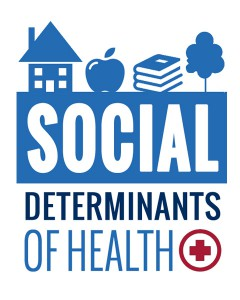 SOCIAL
DETERMINANTS
OF HEALTH